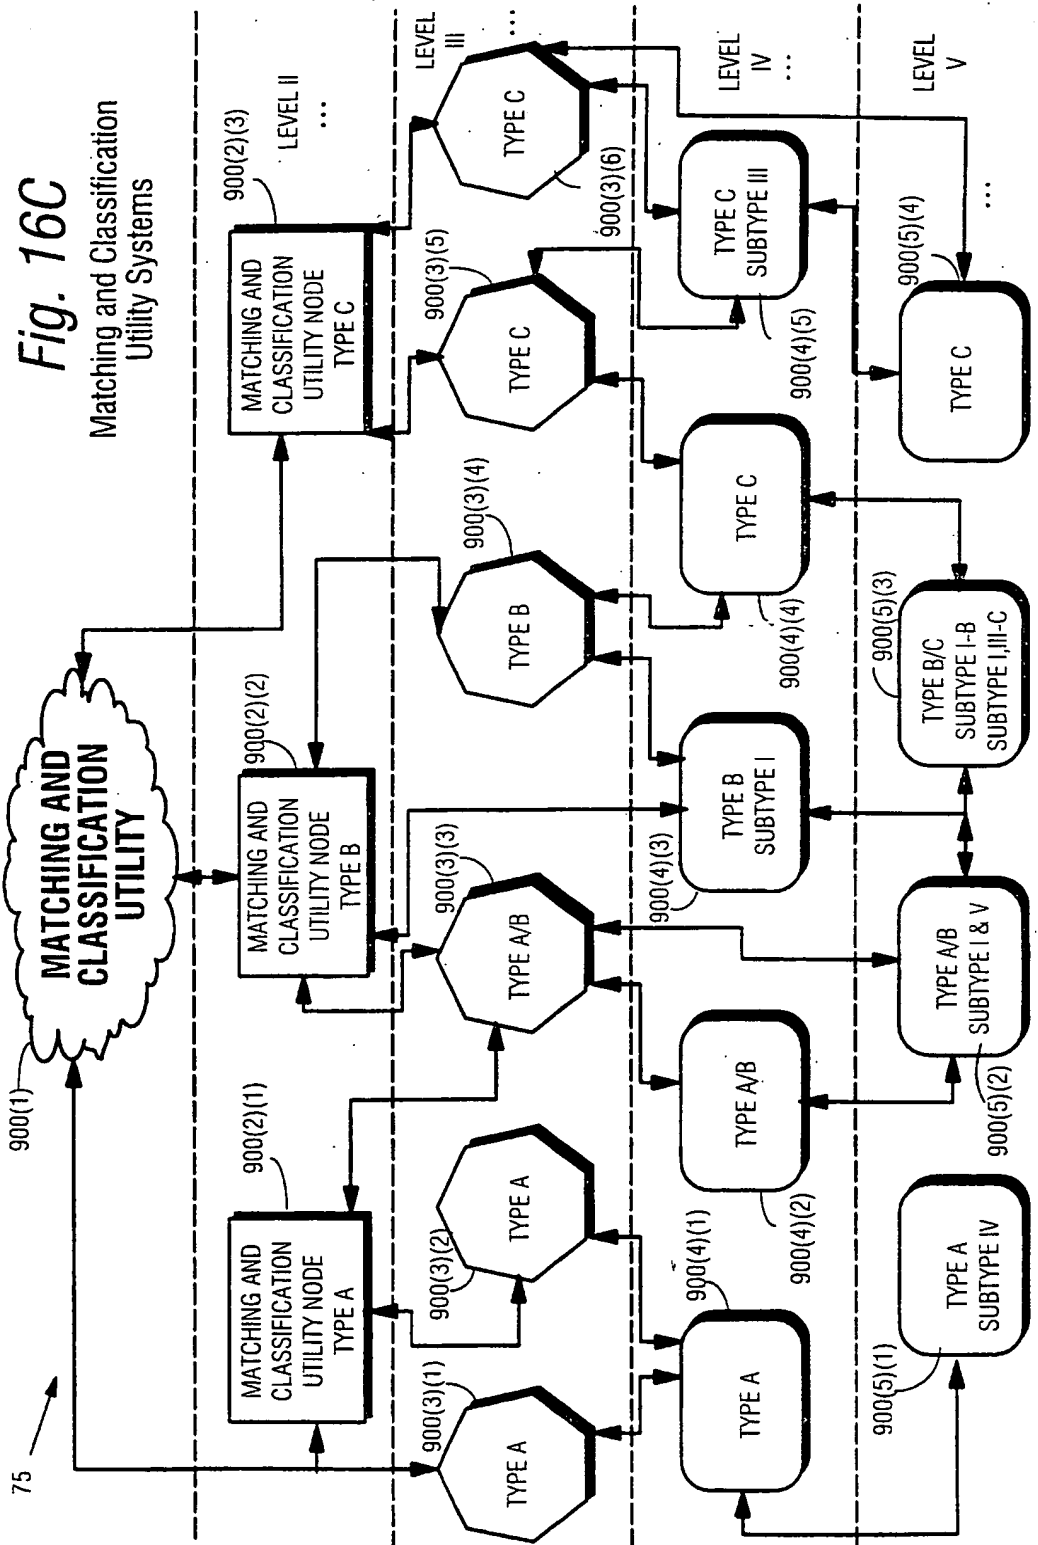 Fig. 16C
Matching and Classification
Utility Systems
75
900(1)
MATCHING AND
CLASSIFICATION
UTILITY
LEVEL II
...
900(2)(1)
MATCHING AND
CLASSIFICATION
UTILITY NODE
TYPE A
900(2)(2)
MATCHING AND
CLASSIFICATION
UTILITY NODE
TYPE B
900(2)(3)
MATCHING AND
CLASSIFICATION
UTILITY NODE
TYPE C
LEVEL
III
...
900(3)(1)
TYPE A
900(3)(2)
TYPE A
900(3)(3)
TYPE A/B
900(3)(4)
TYPE B
900(3)(5)
TYPE C
900(3)(6)
TYPE C
LEVEL
IV
...
900(4)(1)
TYPE A
900(4)(2)
TYPE A/B
900(4)(3)
TYPE B
SUBTYPE I
900(4)(4)
TYPE C
900(4)(5)
TYPE C
SUBTYPE III
LEVEL
V
...
900(5)(1)
TYPE A
SUBTYPE IV
900(5)(2)
TYPE A/B
SUBTYPE I & V
900(5)(3)
TYPE B/C
SUBTYPE I-B
SUBTYPE I,III-C
900(5)(4)
TYPE C